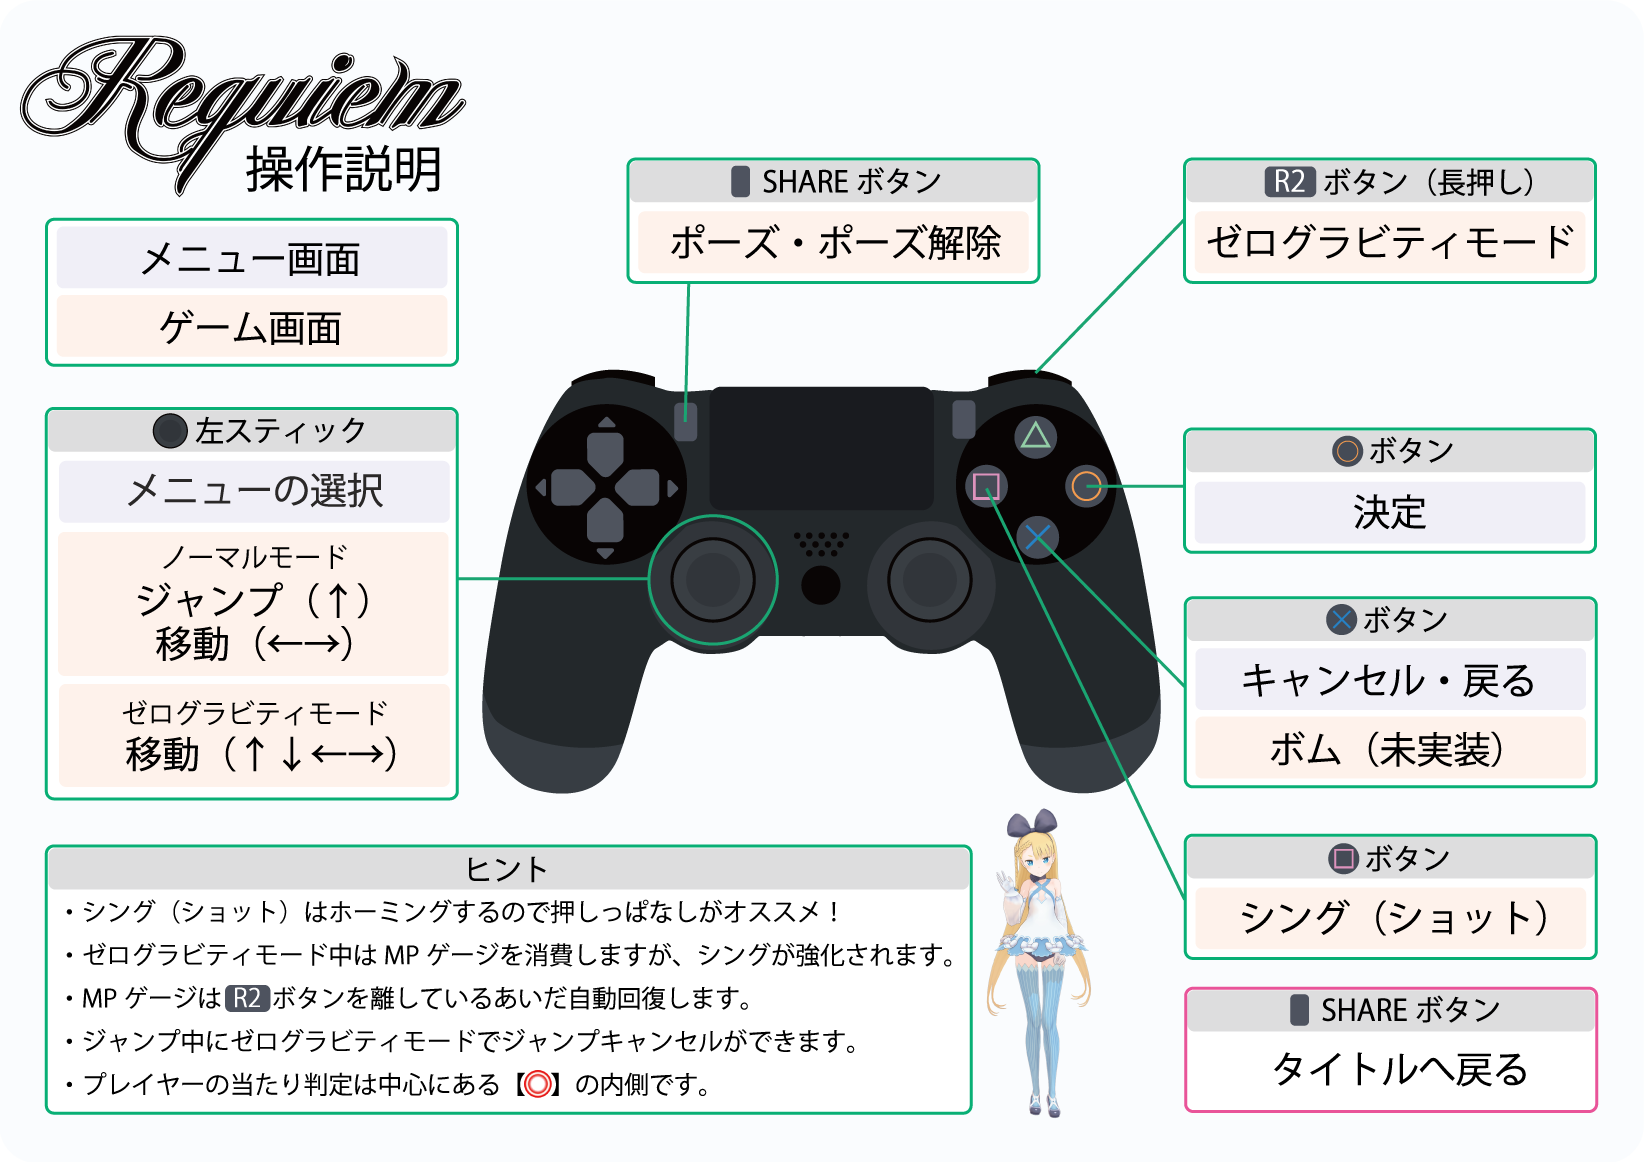 Requiem
操作説明
メニュー画面
ゲーム画面
SHARE ボタン
ポーズ・ポーズ解除
R2 ボタン（長押し）
ゼログラビティモード
左スティック
メニューの選択
ノーマルモード
ジャンプ（↑）
移動（←→）
ゼログラビティモード
移動（↑↓←→）
ボタン
決定
ボタン
キャンセル・戻る
ボム（未実装）
ボタン
シング（ショット）
SHARE ボタン
タイトルへ戻る
ヒント
・シング（ショット）はホーミングするので押しっぱなしがオススメ！
・ゼログラビティモード中は MP ゲージを消費しますが、シングが強化されます。
・MP ゲージは R2 ボタンを離しているあいだ自動回復します。
・ジャンプ中にゼログラビティモードでジャンプキャンセルができます。
・プレイヤーの当たり判定は中心にある【◎】の内側です。